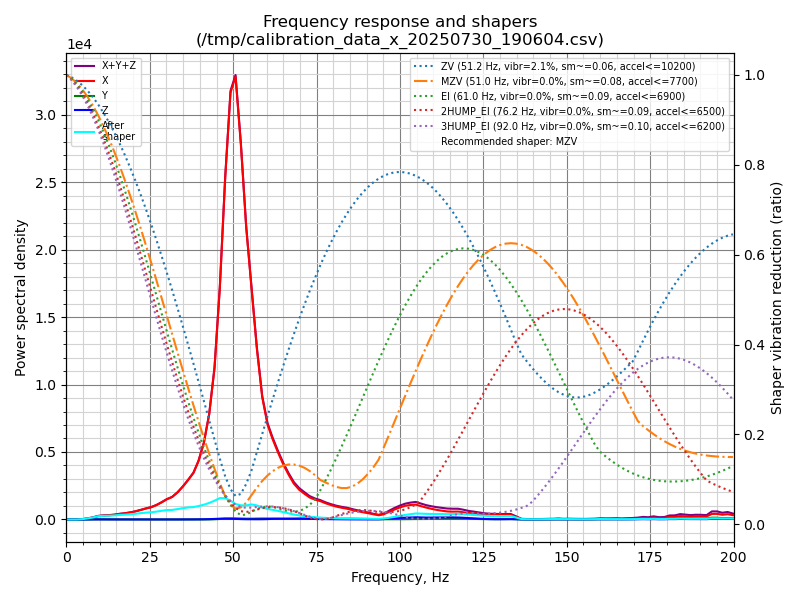 Frequency response and shapers
(/tmp/calibration_data_x_20250730_190604.csv)
1e4
X+Y+Z
X
Y
Z
After
shaper
ZV (51.2 Hz, vibr=2.1%, sm~=0.06, accel<=10200)
MZV (51.0 Hz, vibr=0.0%, sm~=0.08, accel<=7700)
EI (61.0 Hz, vibr=0.0%, sm~=0.09, accel<=6900)
2HUMP_EI (76.2 Hz, vibr=0.0%, sm~=0.09, accel<=6500)
3HUMP_EI (92.0 Hz, vibr=0.0%, sm~=0.10, accel<=6200)
Recommended shaper: MZV
Power spectral density
3.0
2.5
2.0
1.5
1.0
0.5
0.0
1.0
0.8
0.6
0.4
0.2
0.0
Shaper vibration reduction (ratio)
0 25 50 75 100 125 150 175 200
Frequency, Hz